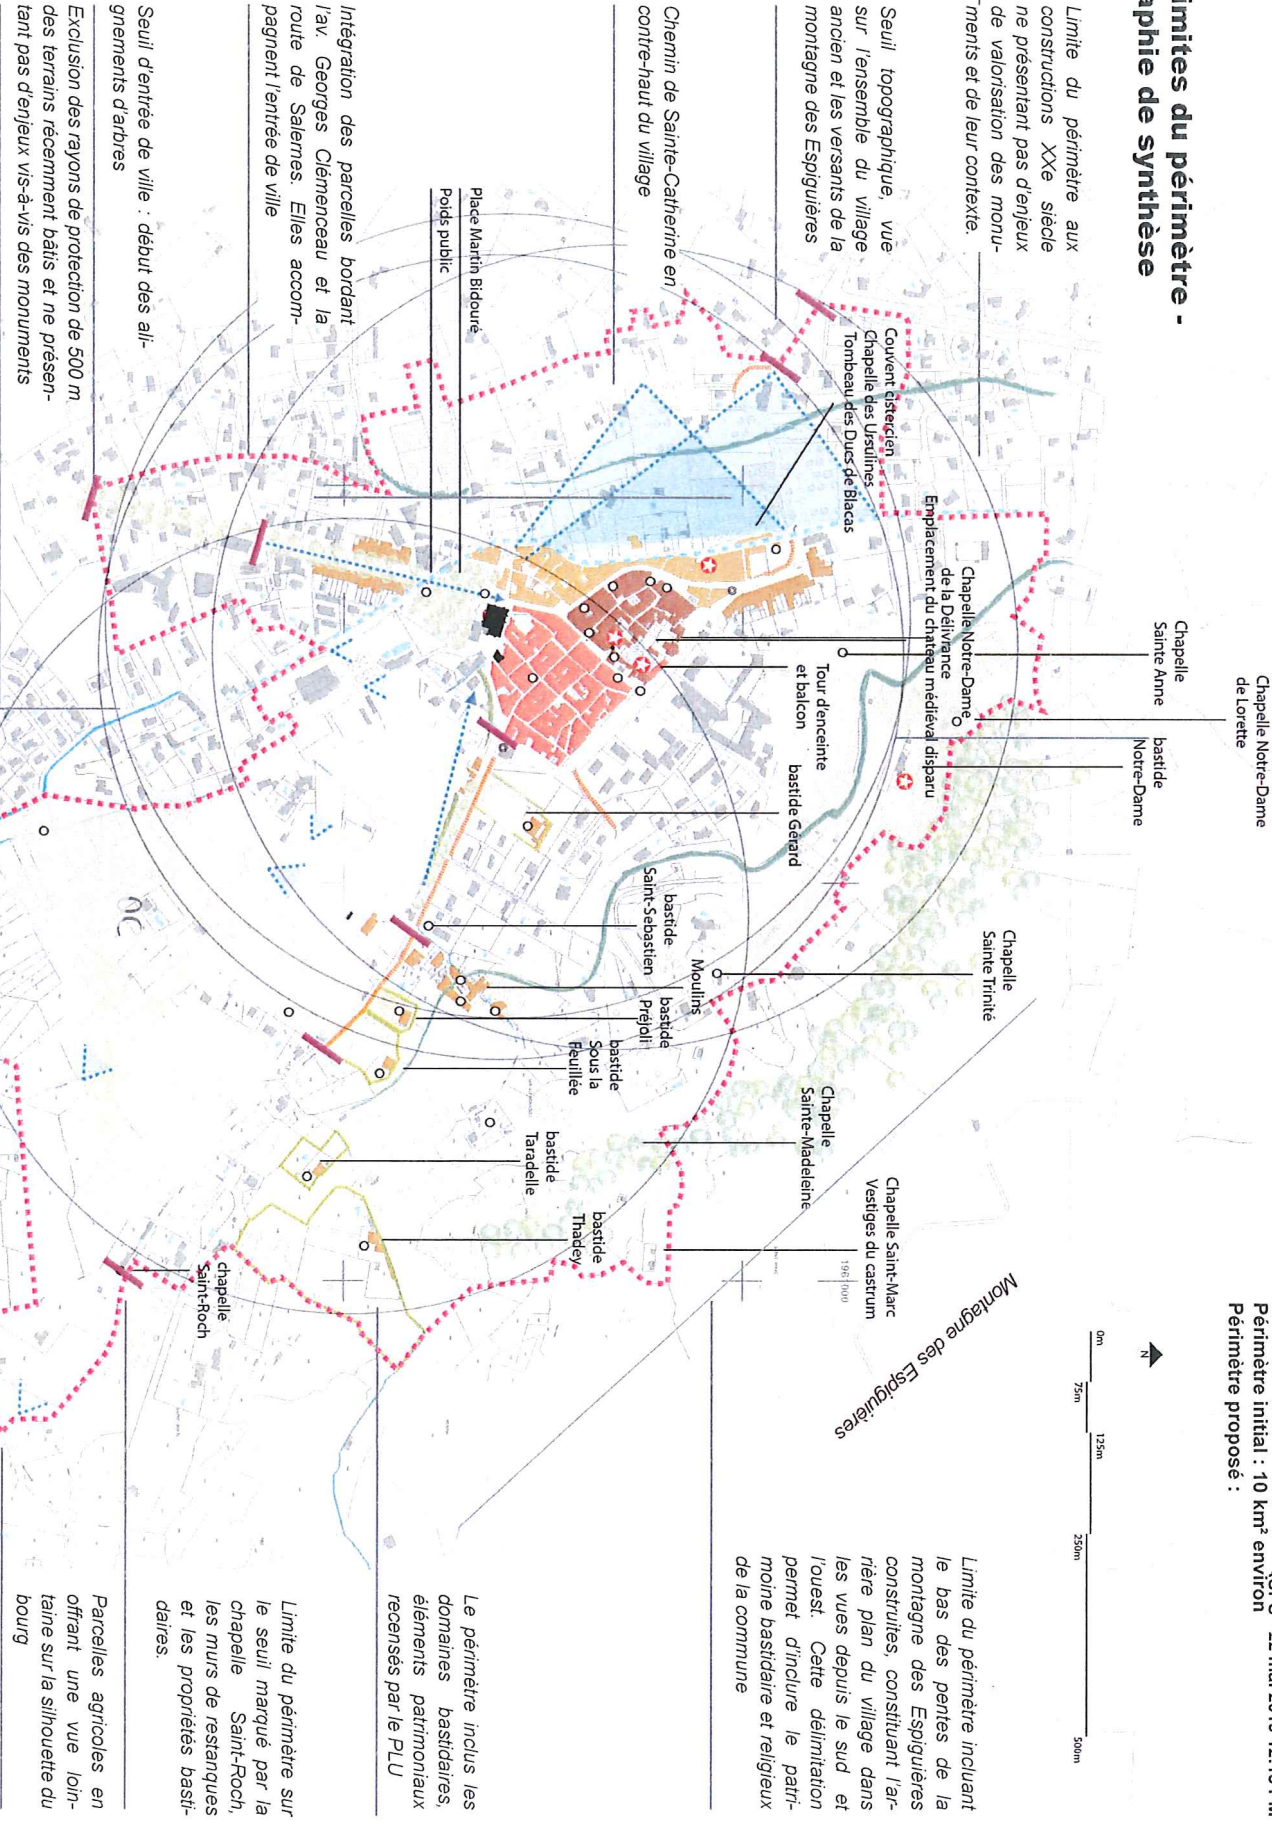 imites du périmètre -
aphie de synthèse
Périmètre initial : 10 km² environ
Périmètre proposé :
Limite du périmètre aux
constructions XXe siècle
ne présentant pas d'enjeux
de valorisation des monu-
ments et de leur contexte.
Seuil topographique, vue
sur l'ensemble du village
ancien et les versants de la
montagne des Espiguières
Chemin de Sainte-Catherine en
contre-haut du village
Intégration des parcelles bordant
l'av. Georges Clémenceau et la
route de Salernes. Elles accom-
pagnent l'entrée de ville
Seuil d'entrée de ville : début des ali-
gnements d'arbres
Exclusion des rayons de protection de 500 m
des terrains récemment bâtis et ne présen-
tant pas d'enjeux vis-à-vis des monuments
Place Martin Bidouré
Poids public
Couvent cistercien
Chapelle des Ursulines
Tombeau des Ducs de Blacas
Chapelle Notre-Dame
de Lorette
Chapelle
Sainte Anne
bastide
Notre-Dame
Chapelle Notre-Dame
de la Délivrance
Emplacement du chateau médiéval disparu
Tour d'enceinte
et balcon
bastide Gérard
bastide
Saint-Sebastien
Moulins
bastide
Préjoli
bastide
Sous la
Feuillée
Chapelle
Sainte Trinité
Chapelle
Sainte-Madeleine
Chapelle Saint-Marc
Vestiges du castrum
bastide
Taradelle
bastide
Thadey
chapelle
Saint-Roch
Montagne des Espiguières
N
0m
75m
125m
250m
500m
Limite du périmètre incluant
le bas des pentes de la
montagne des Espiguières
construites, constituant l'ar-
rière plan du village dans
les vues depuis le sud et
l'ouest. Cette délimitation
permet d'inclure le patri-
moine bastidaire et religieux
de la commune
Le périmètre inclus les
domaines bastidaires,
éléments patrimoniaux
recensés par le PLU
Limite du périmètre sur
le seuil marqué par la
chapelle Saint-Roch,
les murs de restanques
et les propriétés basti-
daires.
Parcelles agricoles en
offrant une vue loin-
taine sur la silhouette du
bourg